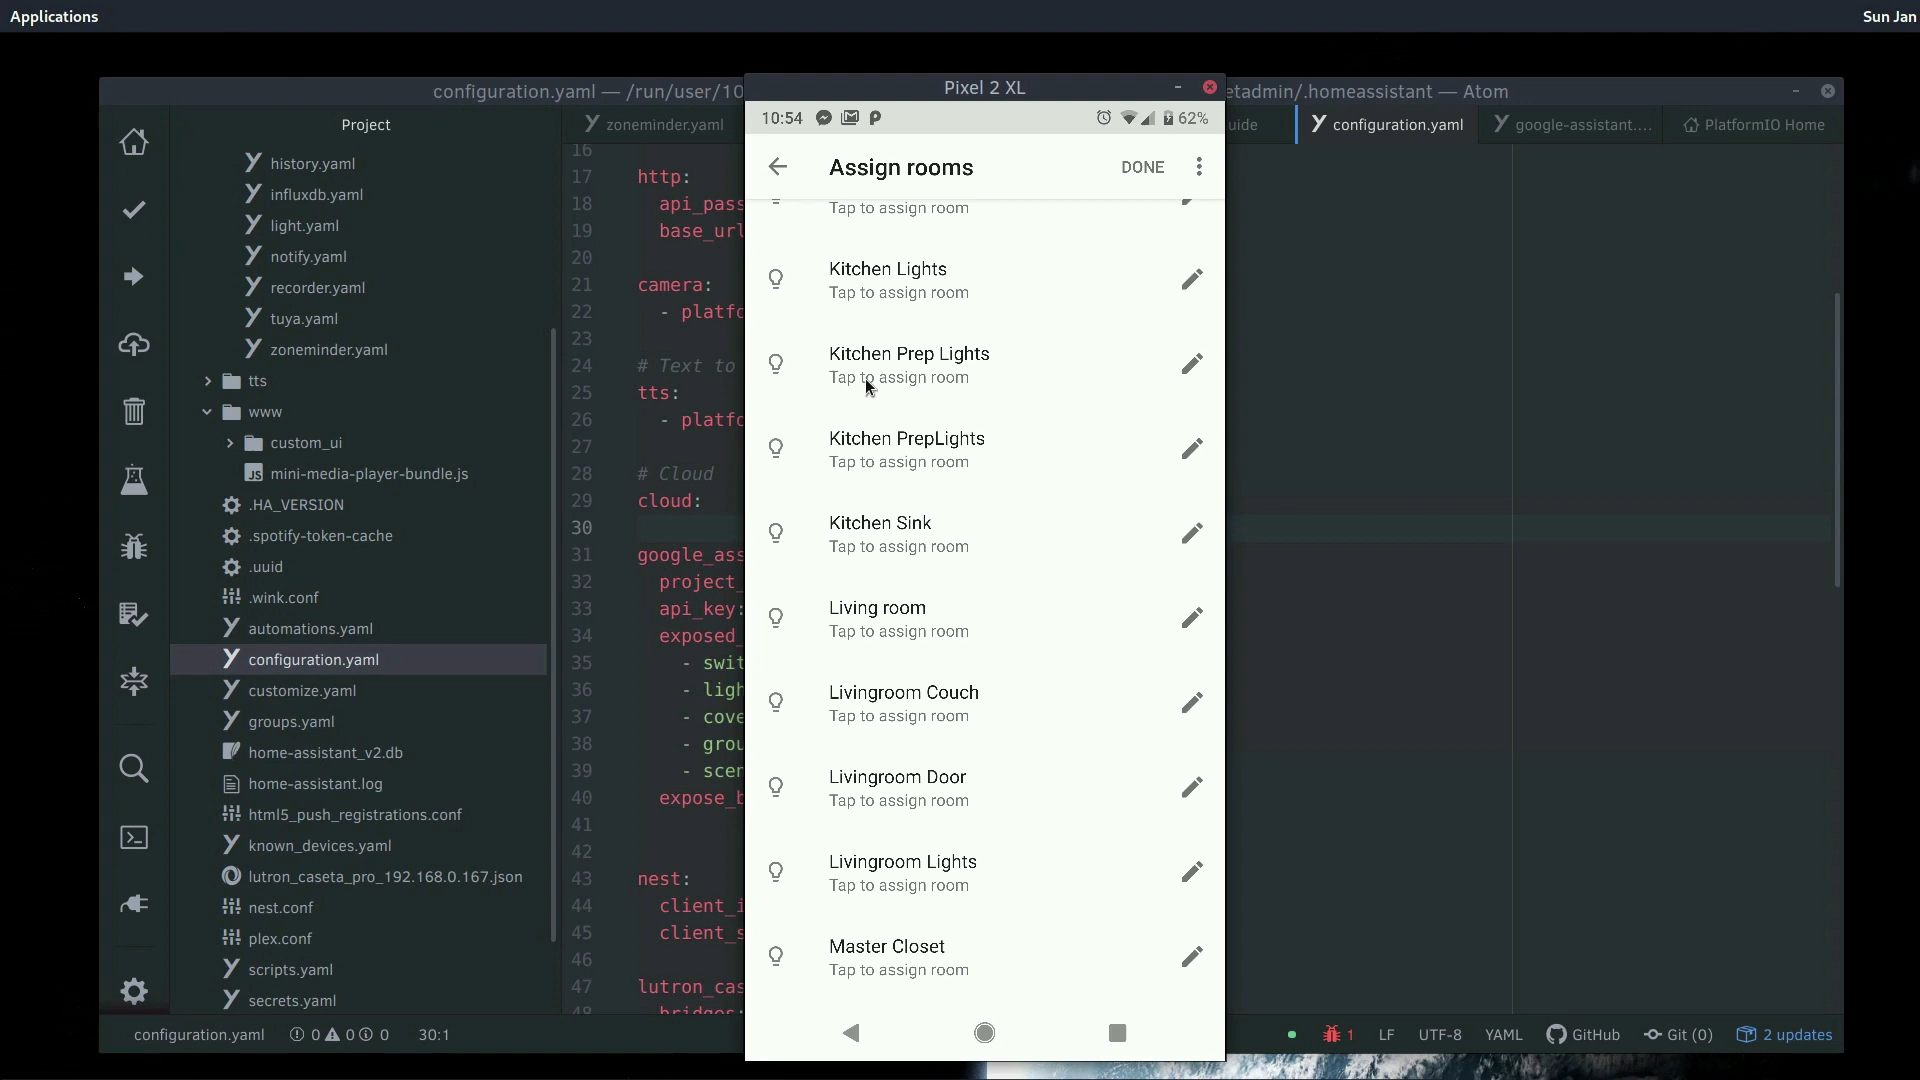 Applications
Sun Jan
configuration.yaml — /run/user/10
etadmin/.homeassistant — Atom
Pixel 2 XL
Project
history.yaml
influxdb.yaml
light.yaml
notify.yaml
recorder.yaml
tuya.yaml
zoneminder.yaml
tts
www
custom_ui
mini-media-player-bundle.js
.HA_VERSION
.spotify-token-cache
.uuid
.wink.conf
automations.yaml
configuration.yaml
customize.yaml
groups.yaml
home-assistant_v2.db
home-assistant.log
html5_push_registrations.conf
known_devices.yaml
lutron_caseta_pro_192.168.0.167.json
nest.conf
plex.conf
scripts.yaml
secrets.yaml
zoneminder.yaml
uide
configuration.yaml
google-assistant....
PlatformIO Home
16
17 http:
18 api_pass
19 base_url
20
21 camera:
22 - platfo
23
24 # Text to
25 tts:
26 - platfo
27
28 # Cloud
29 cloud:
30
31 google_ass
32 project_
33 api_key:
34 exposed_
35 - swit
36 - ligh
37 - cove
38 - grou
39 - scen
40 expose_b
41
42
43 nest:
44 client_i
45 client_s
46
47 lutron_cas
48 bridges:
10:54
62%
Assign rooms
DONE
Tap to assign room
Kitchen Lights
Tap to assign room
Kitchen Prep Lights
Tap to assign room
Kitchen PrepLights
Tap to assign room
Kitchen Sink
Tap to assign room
Living room
Tap to assign room
Livingroom Couch
Tap to assign room
Livingroom Door
Tap to assign room
Livingroom Lights
Tap to assign room
Master Closet
Tap to assign room
configuration.yaml 0 0 0 30:1
1 LF UTF-8 YAML GitHub Git (0) 2 updates